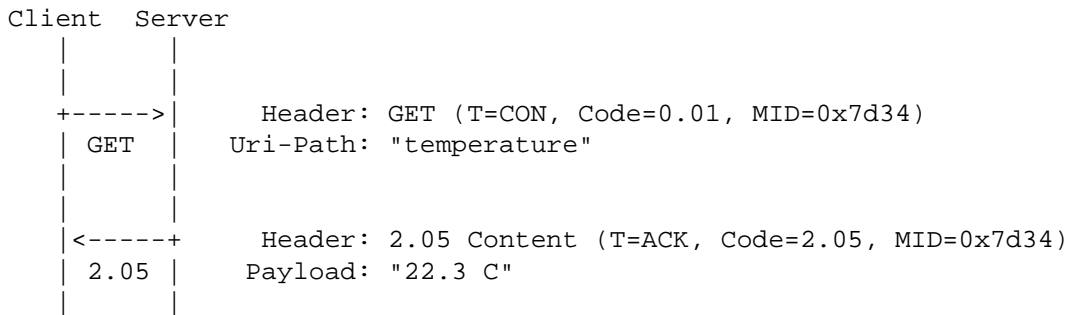 Client Server
| |
| |
+----->| Header: GET (T=CON, Code=0.01, MID=0x7d34)
| GET | Uri-Path: "temperature"
| |
| |
|<-----+ Header: 2.05 Content (T=ACK, Code=2.05, MID=0x7d34)
| 2.05 | Payload: "22.3 C"
| |